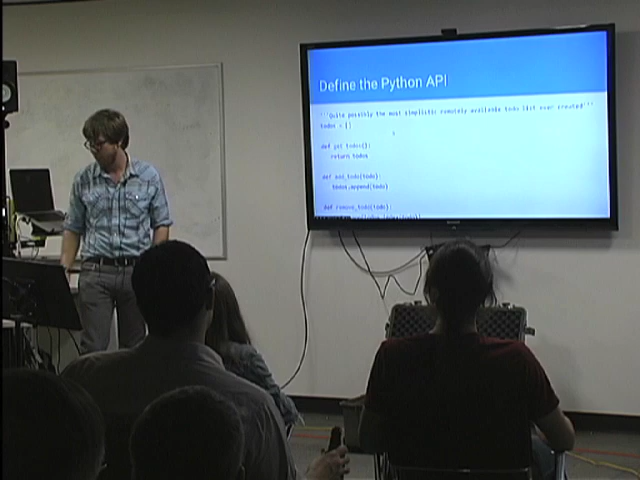 Define the Python API
'''Quite possibly the most simplistic remotely available todo list ever created'''
todos = []
def get_todos():
return todos
def add_todo(todo):
todos.append(todo)
def remove_todo(todo):